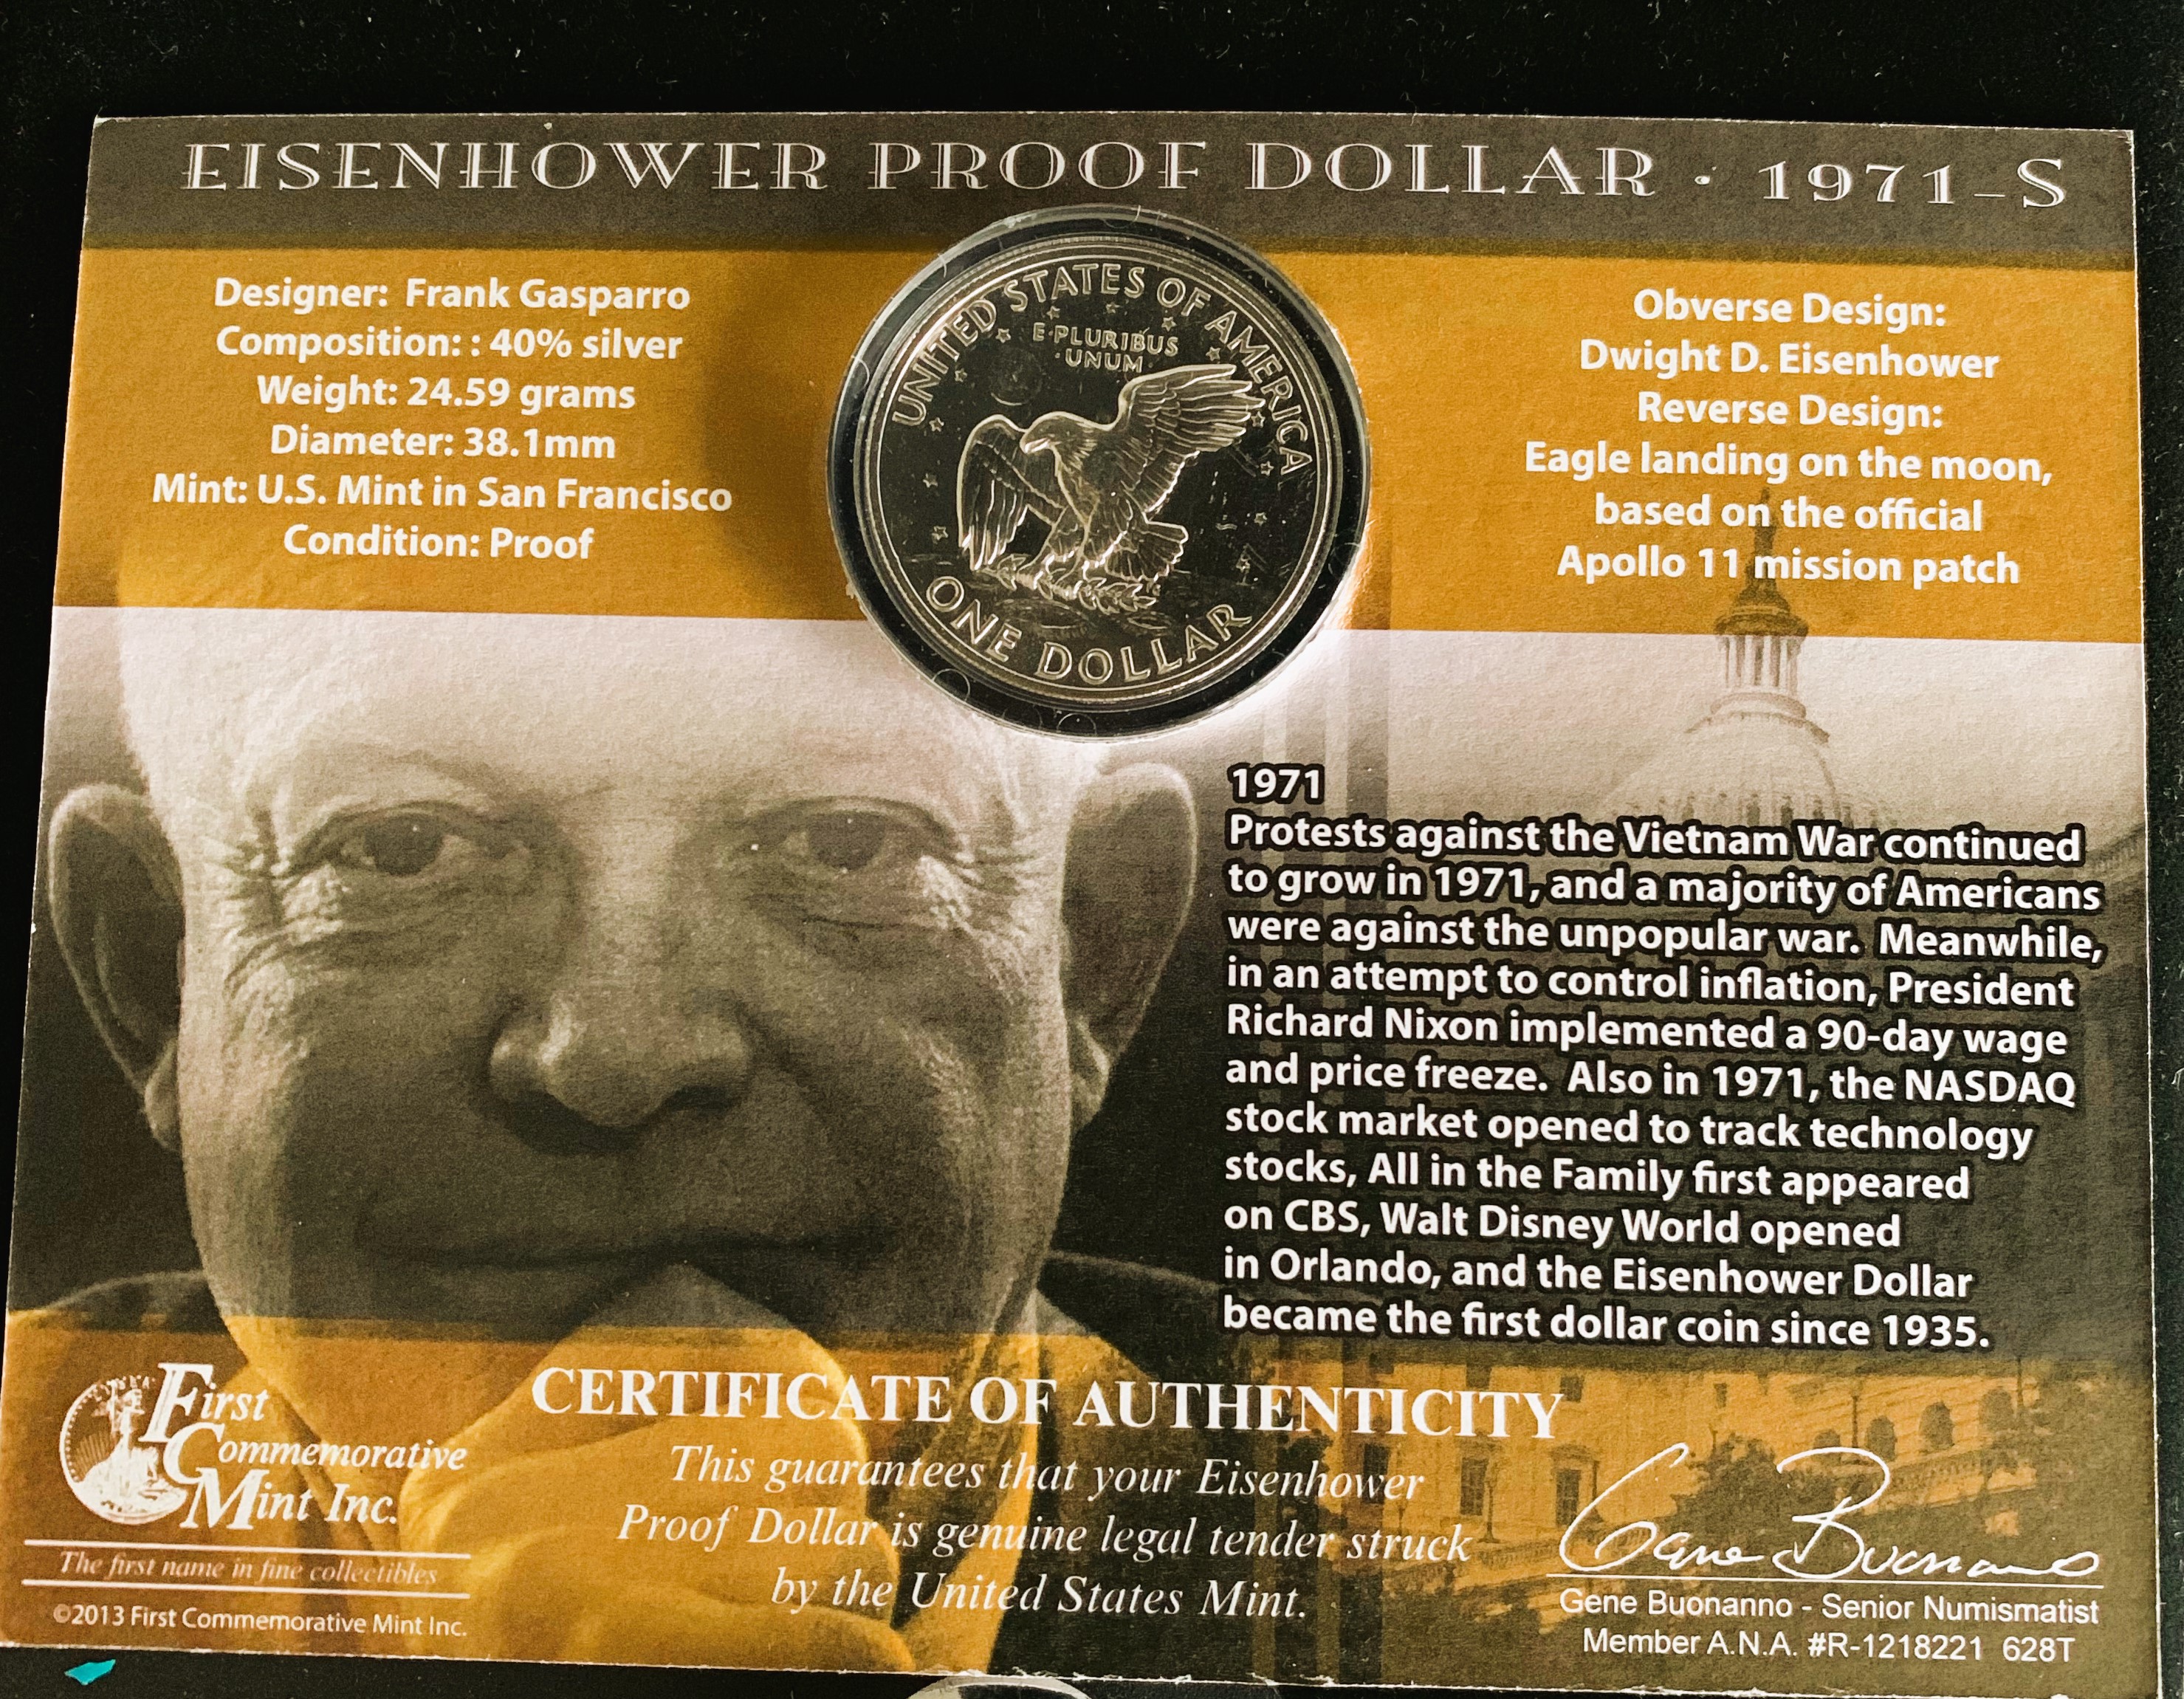 EISENHOWER PROOF DOLLAR · 1971-S
Designer: Frank Gasparro
Composition: : 40% silver
Weight: 24.59 grams
Diameter: 38.1mm
Mint: U.S. Mint in San Francisco
Condition: Proof
UNITED STATES OF AMERICA
E·PLURIBUS
·UNUM·
ONE DOLLAR
Obverse Design:
Dwight D. Eisenhower
Reverse Design:
Eagle landing on the moon,
based on the official
Apollo 11 mission patch
1971
Protests against the Vietnam War continued
to grow in 1971, and a majority of Americans
were against the unpopular war.  Meanwhile,
in an attempt to control inflation, President
Richard Nixon implemented a 90-day wage
and price freeze.  Also in 1971, the NASDAQ
stock market opened to track technology
stocks, All in the Family first appeared
on CBS, Walt Disney World opened
in Orlando, and the Eisenhower Dollar
became the first dollar coin since 1935.
First
Commemorative
Mint Inc.
The first name in fine collectibles
©2013 First Commemorative Mint Inc.
CERTIFICATE OF AUTHENTICITY
This guarantees that your Eisenhower
Proof Dollar is genuine legal tender struck
by the United States Mint.
Gene Buonanno
Gene Buonanno - Senior Numismatist
Member A.N.A. #R-1218221  628T